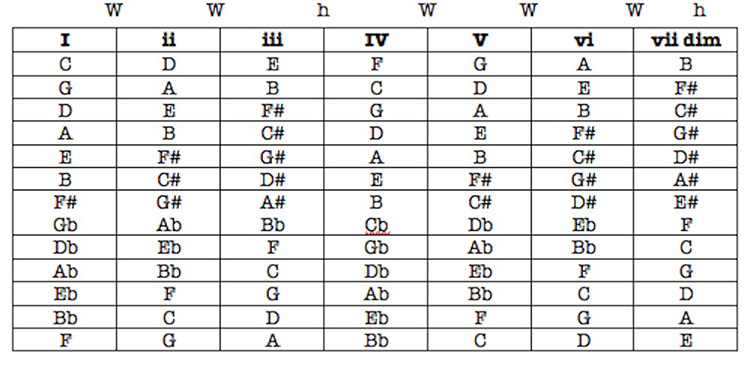 W W h W W W h
I ii iii IV V vi vii dim
C D E F G A B
G A B C D E F#
D E F# G A B C#
A B C# D E F# G#
E F# G# A B C# D#
B C# D# E F# G# A#
F# G# A# B C# D# E#
Gb Ab Bb Cb Db Eb F
Db Eb F Gb Ab Bb C
Ab Bb C Db Eb F G
Eb F G Ab Bb C D
Bb C D Eb F G A
F G A Bb C D E